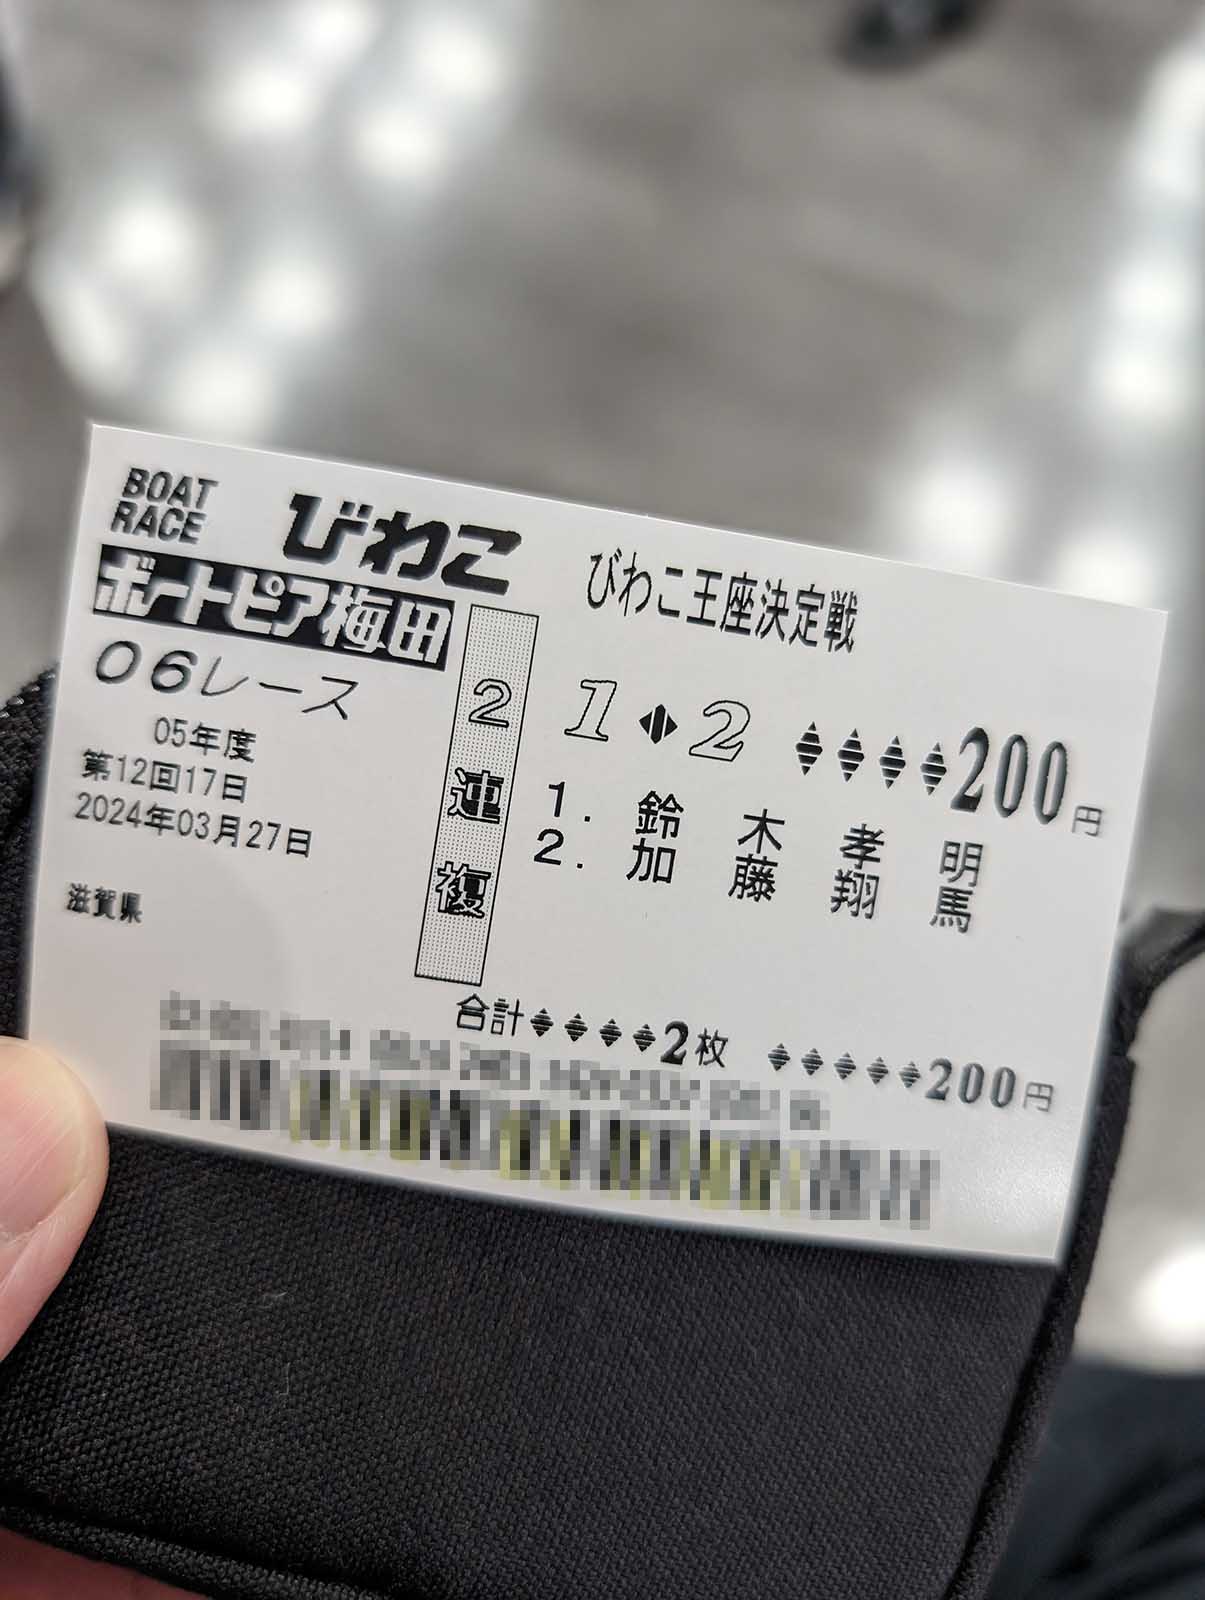 BOAT
RACE
びわこ
ボートピア梅田
06レース
05年度
第12回17日
2024年03月27日
滋賀県
2連複
びわこ王座決定戦
1◆2 ◆◆◆◆200円
1. 鈴木孝明
2. 加藤翔馬
合計◆◆◆◆2枚 ◆◆◆◆◆200円